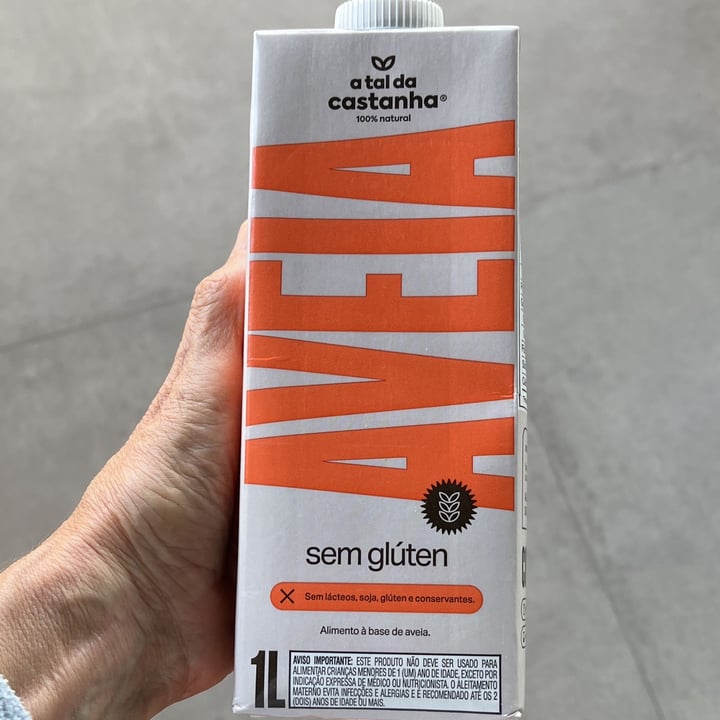 a tal da
castanha®
100% natural
AVEIA
sem glúten
Sem lácteos, soja, glúten e conservantes.
Alimento à base de aveia.
1L
AVISO IMPORTANTE: ESTE PRODUTO NÃO DEVE SER USADO PARA
ALIMENTAR CRIANÇAS MENORES DE 1 (UM) ANO DE IDADE, EXCETO POR
INDICAÇÃO EXPRESSA DE MÉDICO OU NUTRICIONISTA. O ALEITAMENTO
MATERNO EVITA INFECÇÕES E ALERGIAS E É RECOMENDADO ATÉ OS 2
(DOIS) ANOS DE IDADE OU MAIS.